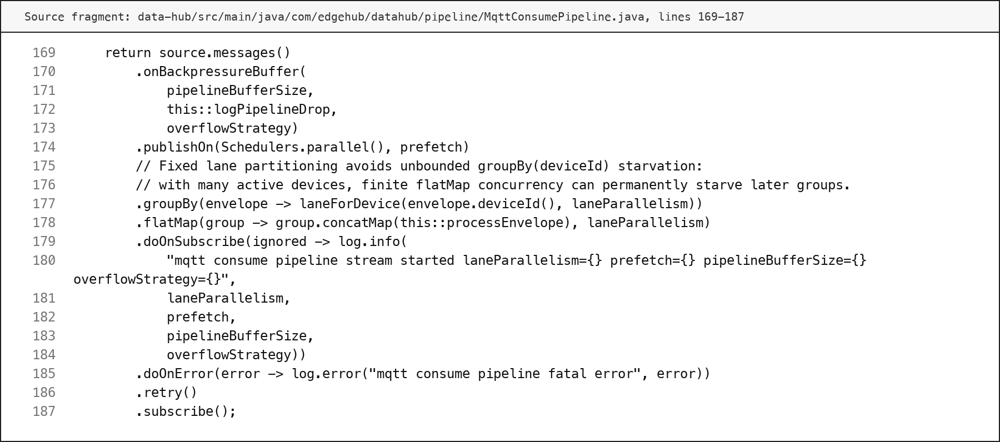 Source fragment: data-hub/src/main/java/com/edgehub/datahub/pipeline/MqttConsumePipeline.java, lines 169–187
169     return source.messages()
170         .onBackpressureBuffer(
171             pipelineBufferSize,
172             this::logPipelineDrop,
173             overflowStrategy)
174         .publishOn(Schedulers.parallel(), prefetch)
175         // Fixed lane partitioning avoids unbounded groupBy(deviceId) starvation:
176         // with many active devices, finite flatMap concurrency can permanently starve later groups.
177         .groupBy(envelope -> laneForDevice(envelope.deviceId(), laneParallelism))
178         .flatMap(group -> group.concatMap(this::processEnvelope), laneParallelism)
179         .doOnSubscribe(ignored -> log.info(
180             "mqtt consume pipeline stream started laneParallelism={} prefetch={} pipelineBufferSize={}
overflowStrategy={}",
181             laneParallelism,
182             prefetch,
183             pipelineBufferSize,
184             overflowStrategy))
185         .doOnError(error -> log.error("mqtt consume pipeline fatal error", error))
186         .retry()
187         .subscribe();